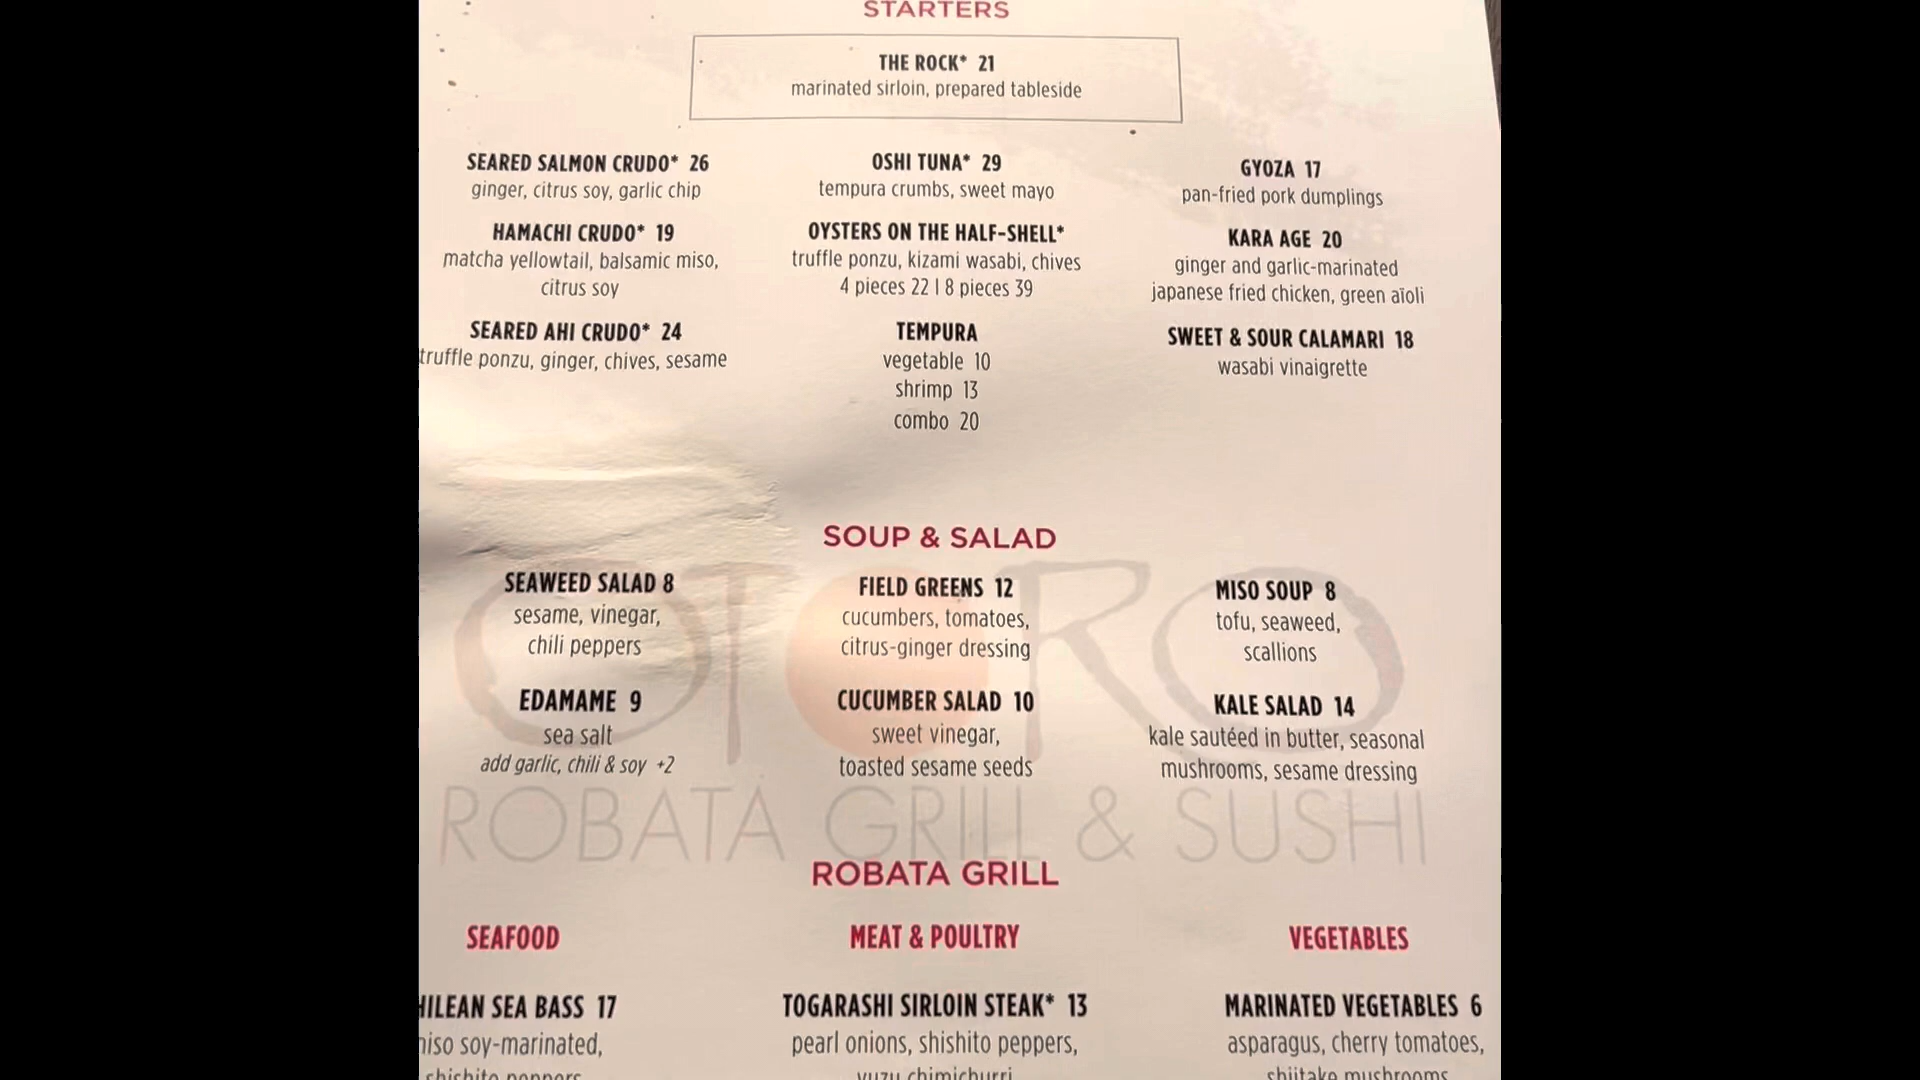 STARTERS
THE ROCK* 21
marinated sirloin, prepared tableside
SEARED SALMON CRUDO* 26
ginger, citrus soy, garlic chip
HAMACHI CRUDO* 19
matcha yellowtail, balsamic miso,
citrus soy
SEARED AHI CRUDO* 24
truffle ponzu, ginger, chives, sesame
OSHI TUNA* 29
tempura crumbs, sweet mayo
OYSTERS ON THE HALF-SHELL*
truffle ponzu, kizami wasabi, chives
4 pieces 22 | 8 pieces 39
TEMPURA
vegetable 10
shrimp 13
combo 20
GYOZA 17
pan-fried pork dumplings
KARA AGE 20
ginger and garlic-marinated
japanese fried chicken, green aïoli
SWEET & SOUR CALAMARI 18
wasabi vinaigrette
SOUP & SALAD
SEAWEED SALAD 8
sesame, vinegar,
chili peppers
EDAMAME 9
sea salt
add garlic, chili & soy +2
FIELD GREENS 12
cucumbers, tomatoes,
citrus-ginger dressing
CUCUMBER SALAD 10
sweet vinegar,
toasted sesame seeds
MISO SOUP 8
tofu, seaweed,
scallions
KALE SALAD 14
kale sautéed in butter, seasonal
mushrooms, sesame dressing
OTORO
ROBATA GRILL & SUSHI
ROBATA GRILL
SEAFOOD
HILEAN SEA BASS 17
iso soy-marinated,
shishito peppers
MEAT & POULTRY
TOGARASHI SIRLOIN STEAK* 13
pearl onions, shishito peppers,
yuzu chimichurri
VEGETABLES
MARINATED VEGETABLES 6
asparagus, cherry tomatoes,
shiitake mushrooms